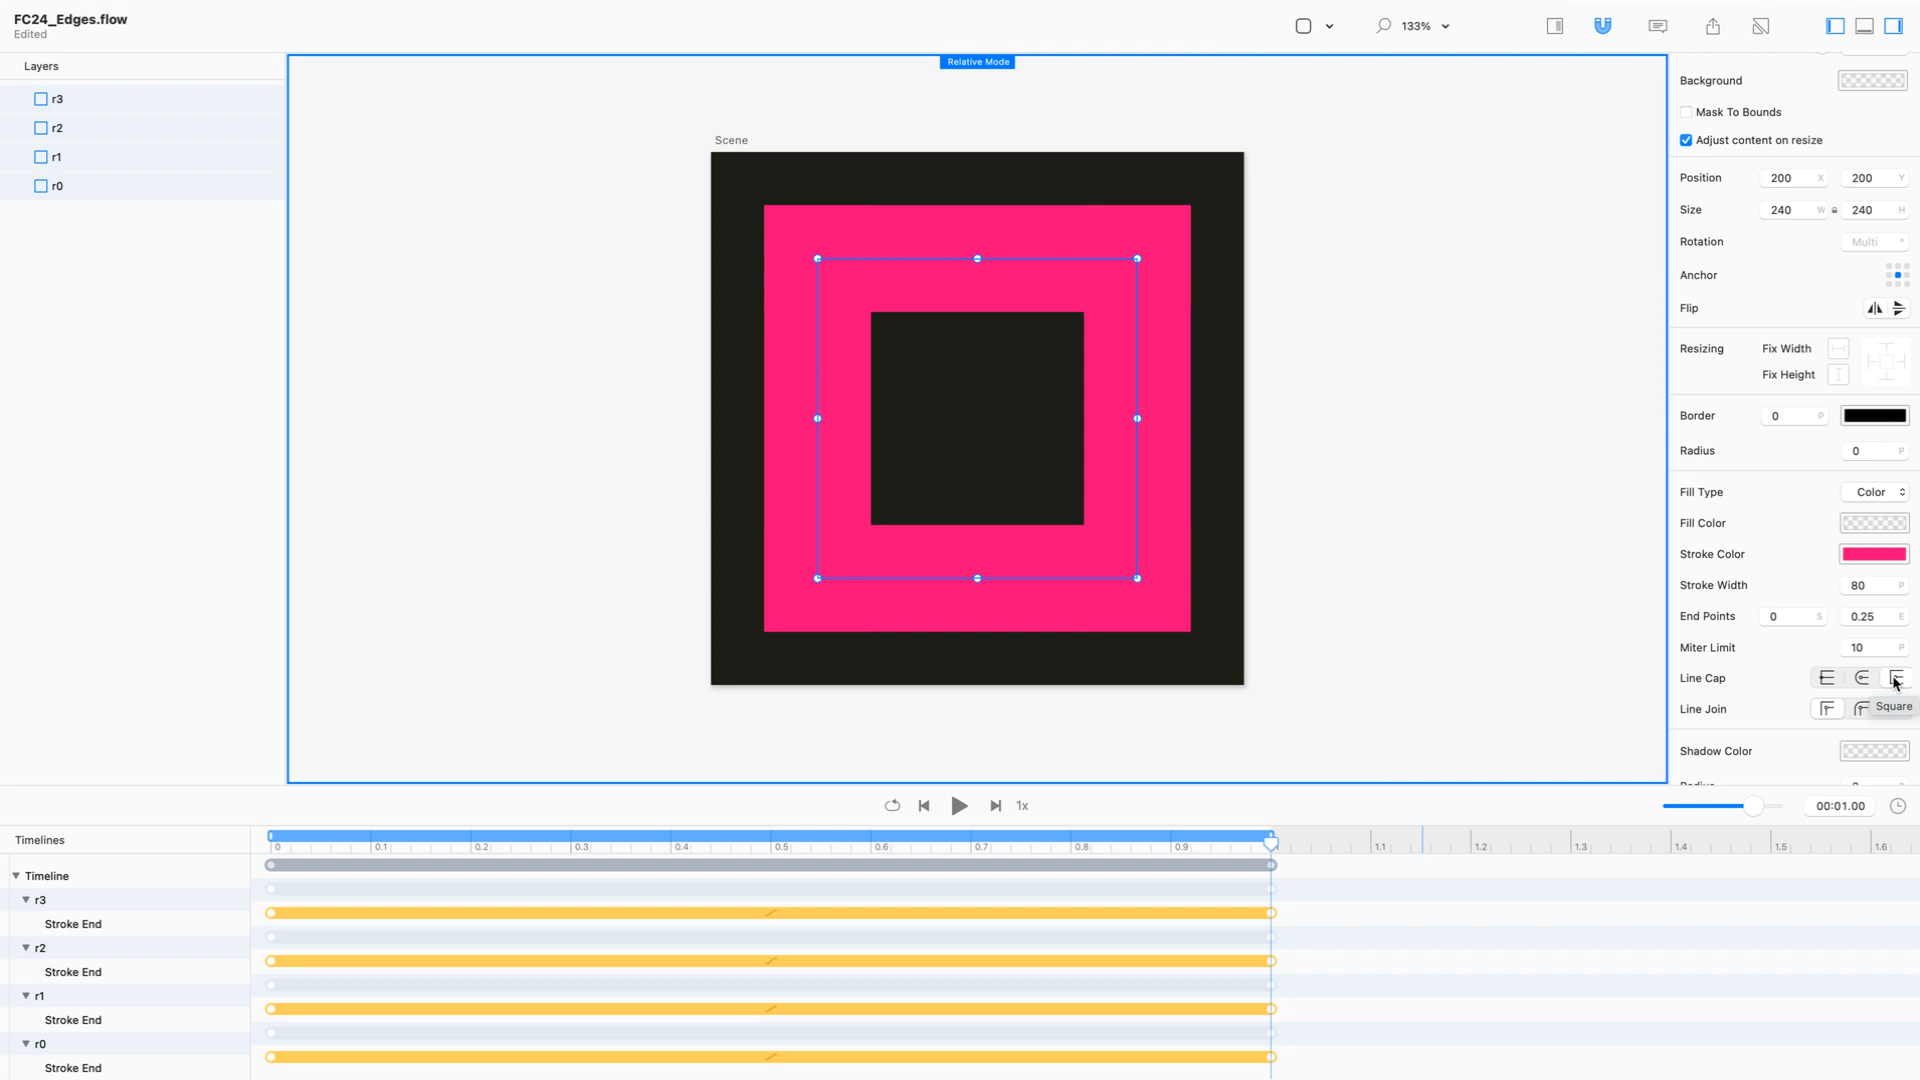 FC24_Edges.flow
Edited
133%
Layers
r3
r2
r1
r0
Relative Mode
Scene
Background
Mask To Bounds
Adjust content on resize
Position 200 X 200 Y
Size 240 W 240 H
Rotation Multi °
Anchor
Flip
Resizing Fix Width
Fix Height
Border 0 P
Radius 0 P
Fill Type Color
Fill Color
Stroke Color
Stroke Width 80 P
End Points 0 S 0.25 E
Miter Limit 10 P
Line Cap
Line Join
Square
Shadow Color
1x
00:01.00
Timelines
0 0.1 0.2 0.3 0.4 0.5 0.6 0.7 0.8 0.9 1.1 1.2 1.3 1.4 1.5 1.6
Timeline
r3
Stroke End
r2
Stroke End
r1
Stroke End
r0
Stroke End